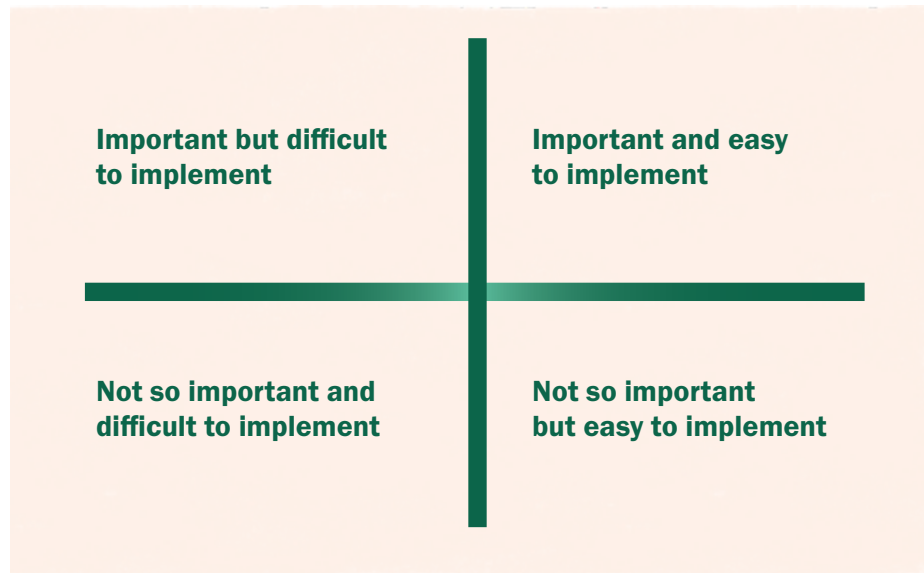 Important but difficult
to implement
Important and easy
to implement
Not so important and
difficult to implement
Not so important
but easy to implement